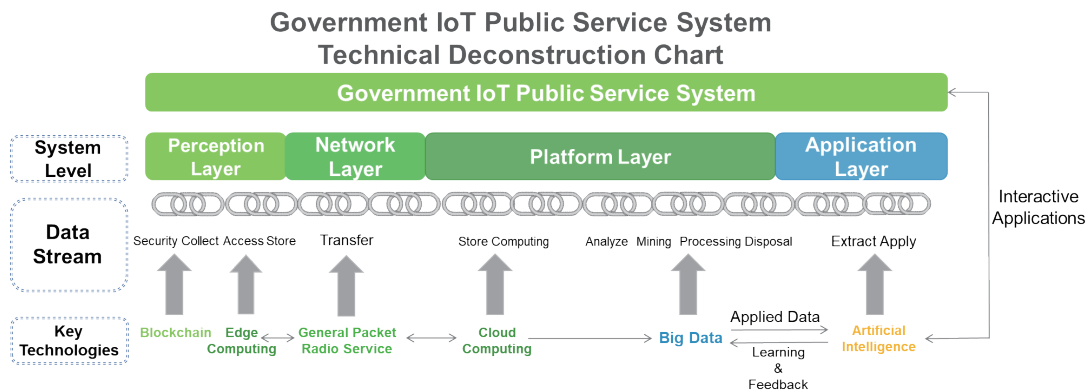 Government IoT Public Service System
Technical Deconstruction Chart
Government IoT Public Service System
System
Level
Perception
Layer
Network
Layer
Platform Layer
Application
Layer
Interactive
Applications
Data
Stream
Security Collect Access Store
Transfer
Store Computing
Analyze Mining Processing Disposal
Extract Apply
Key
Technologies
Blockchain
Edge
Computing
General Packet
Radio Service
Cloud
Computing
Big Data
Applied Data
Learning
&
Feedback
Artificial
Intelligence